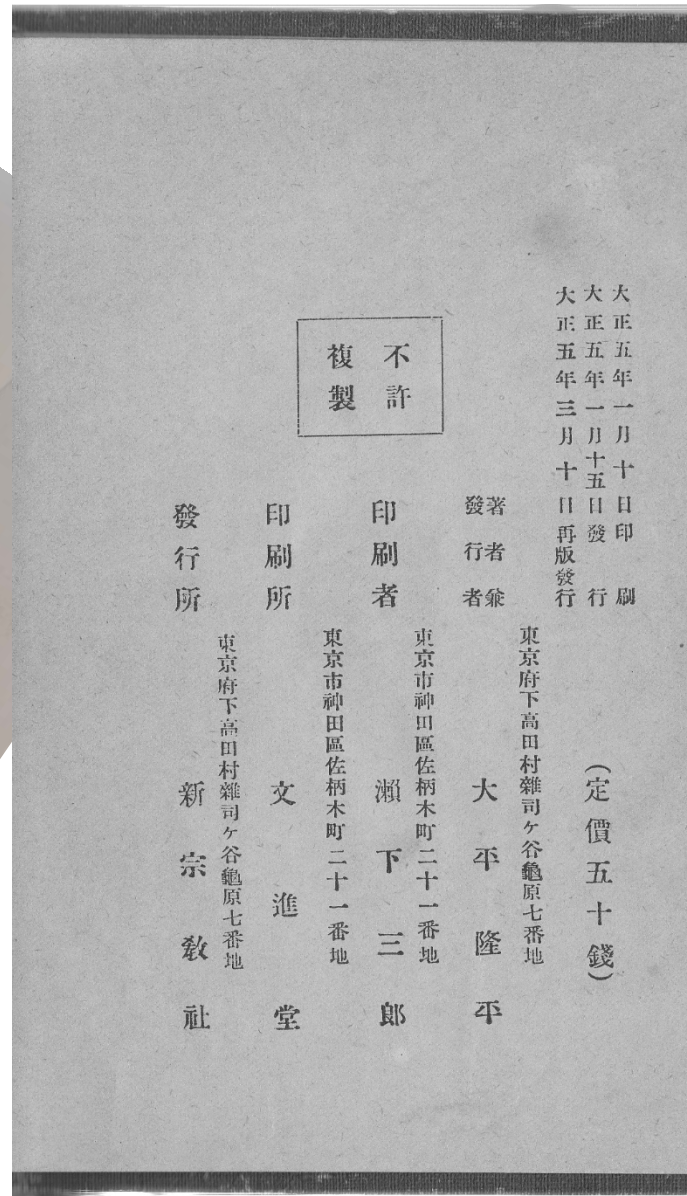 大正五年一月十日印刷
大正五年一月十五日發行
大正五年三月十日再版發行
(定價五十錢)
不許
複製
東京府下高田村雜司ケ谷龜原七番地
著者兼
發行者
大平隆平
東京市神田區佐柄木町二十一番地
印刷者
瀨下三郎
東京市神田區佐柄木町二十一番地
印刷所
文進堂
東京府下高田村雜司ケ谷龜原七番地
發行所
新宗敎社